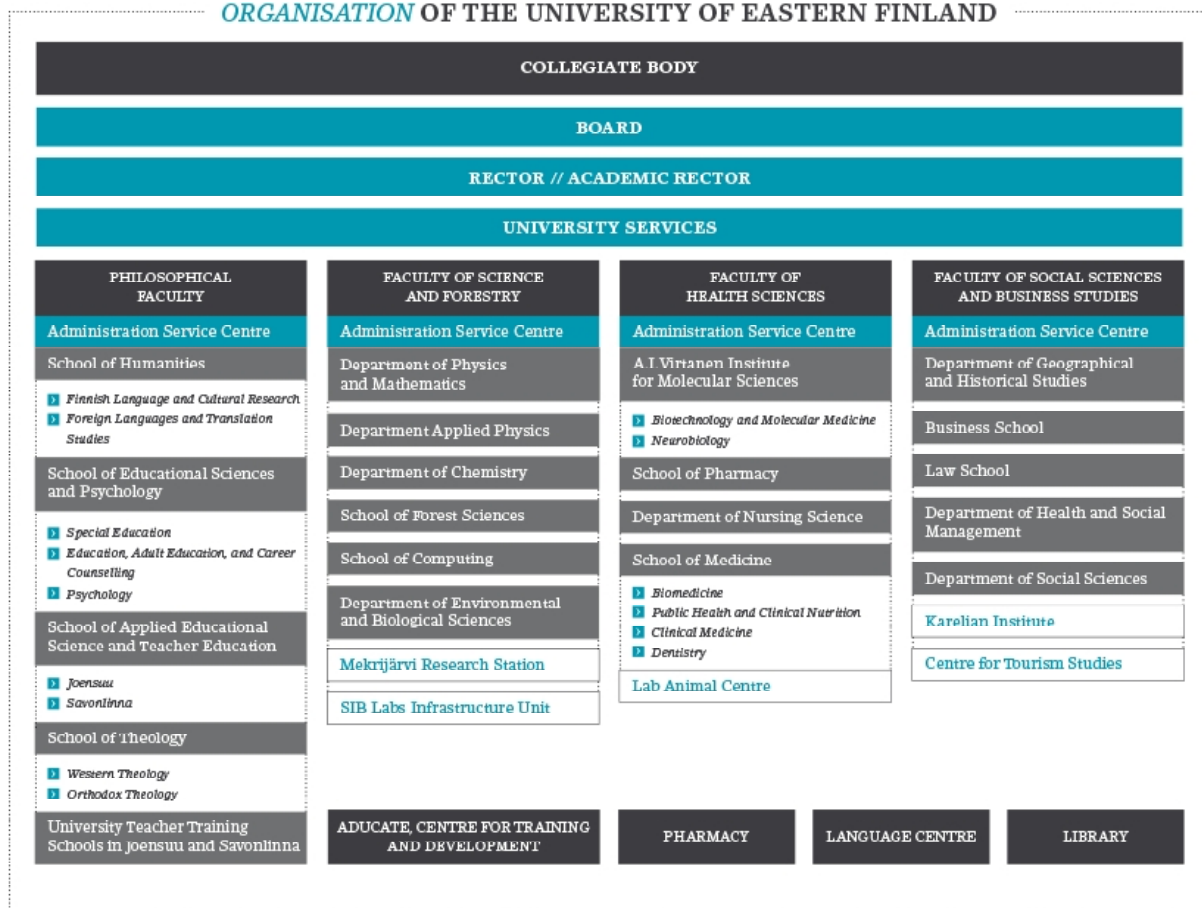 ORGANISATION OF THE UNIVERSITY OF EASTERN FINLAND
COLLEGIATE BODY
BOARD
RECTOR // ACADEMIC RECTOR
UNIVERSITY SERVICES
PHILOSOPHICAL
FACULTY
Administration Service Centre
School of Humanities
Finnish Language and Cultural Research
Foreign Languages and Translation
Studies
School of Educational Sciences
and Psychology
Special Education
Education, Adult Education, and Career
Counselling
Psychology
School of Applied Educational
Science and Teacher Education
Joensuu
Savonlinna
School of Theology
Western Theology
Orthodox Theology
University Teacher Training
Schools in Joensuu and Savonlinna
FACULTY OF SCIENCE
AND FORESTRY
Administration Service Centre
Department of Physics
and Mathematics
Department Applied Physics
Department of Chemistry
School of Forest Sciences
School of Computing
Department of Environmental
and Biological Sciences
Mekrijärvi Research Station
SIB Labs Infrastructure Unit
FACULTY OF
HEALTH SCIENCES
Administration Service Centre
A.I.Virtanen Institute
for Molecular Sciences
Biotechnology and Molecular Medicine
Neurobiology
School of Pharmacy
Department of Nursing Science
School of Medicine
Biomedicine
Public Health and Clinical Nutrition
Clinical Medicine
Dentistry
Lab Animal Centre
FACULTY OF SOCIAL SCIENCES
AND BUSINESS STUDIES
Administration Service Centre
Department of Geographical
and Historical Studies
Business School
Law School
Department of Health and Social
Management
Department of Social Sciences
Karelian Institute
Centre for Tourism Studies
ADUCATE, CENTRE FOR TRAINING
AND DEVELOPMENT
PHARMACY
LANGUAGE CENTRE
LIBRARY